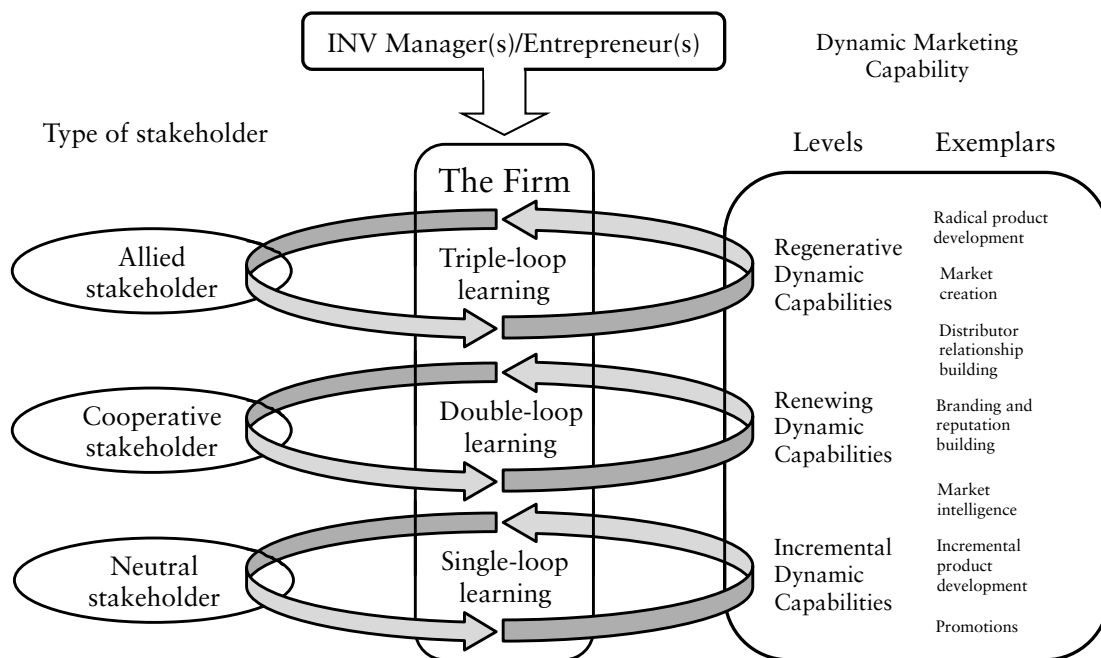 INV Manager(s)/Entrepreneur(s)
Dynamic Marketing
Capability
Type of stakeholder
Levels
Exemplars
The Firm
Allied
stakeholder
Triple-loop
learning
Regenerative
Dynamic
Capabilities
Radical product
development
Market
creation
Distributor
relationship
building
Cooperative
stakeholder
Double-loop
learning
Renewing
Dynamic
Capabilities
Branding and
reputation
building
Market
intelligence
Neutral
stakeholder
Single-loop
learning
Incremental
Dynamic
Capabilities
Incremental
product
development
Promotions